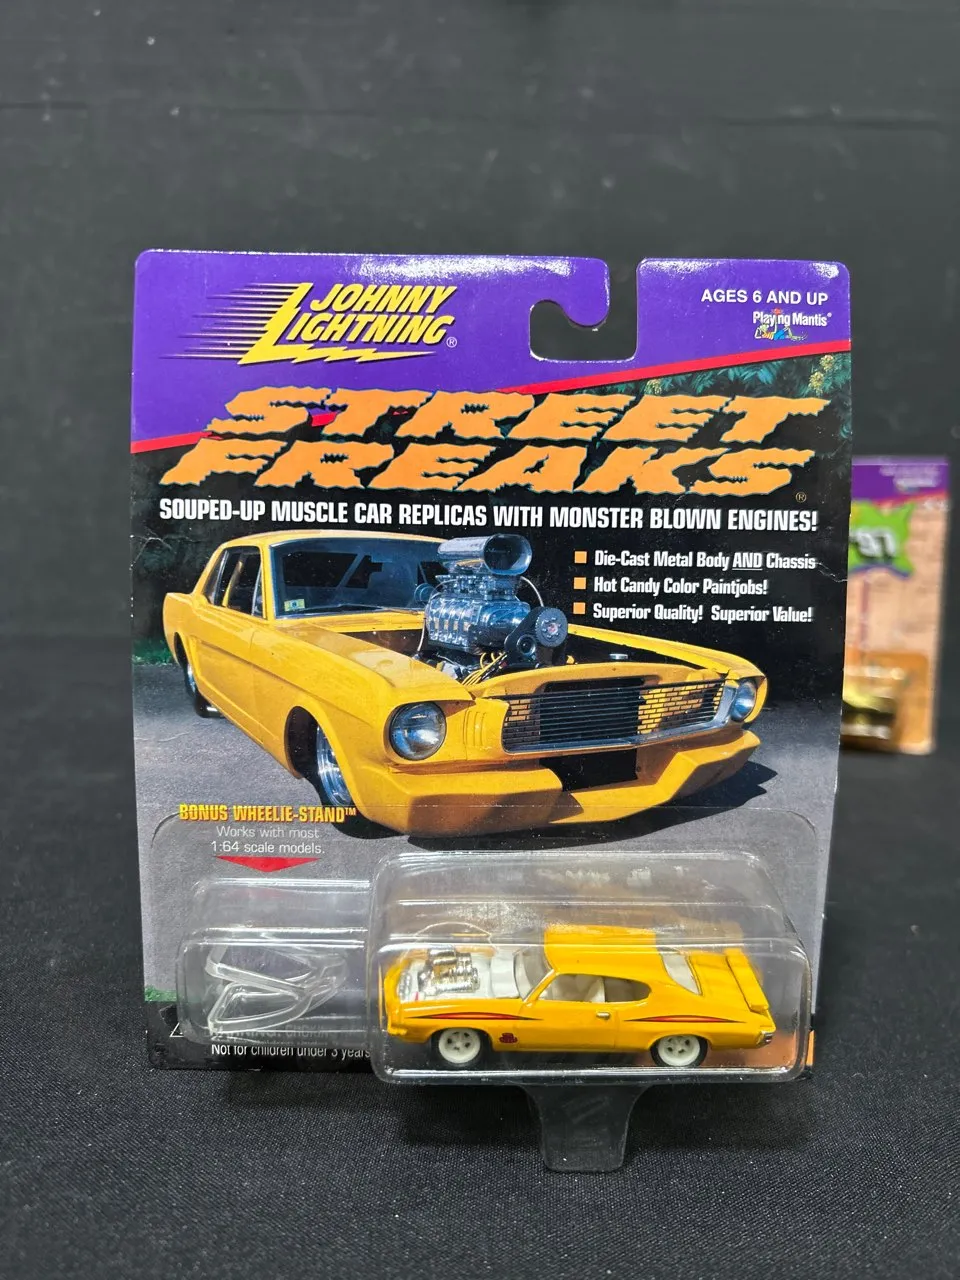 JOHNNY
LIGHTNING®
AGES 6 AND UP
Playing Mantis®
STREET
FREAKS®
SOUPED-UP MUSCLE CAR REPLICAS WITH MONSTER BLOWN ENGINES!
Die-Cast Metal Body AND Chassis
Hot Candy Color Paintjobs!
Superior Quality! Superior Value!
BONUS WHEELIE-STAND™
Works with most
1:64 scale models.
Not for children under 3 years